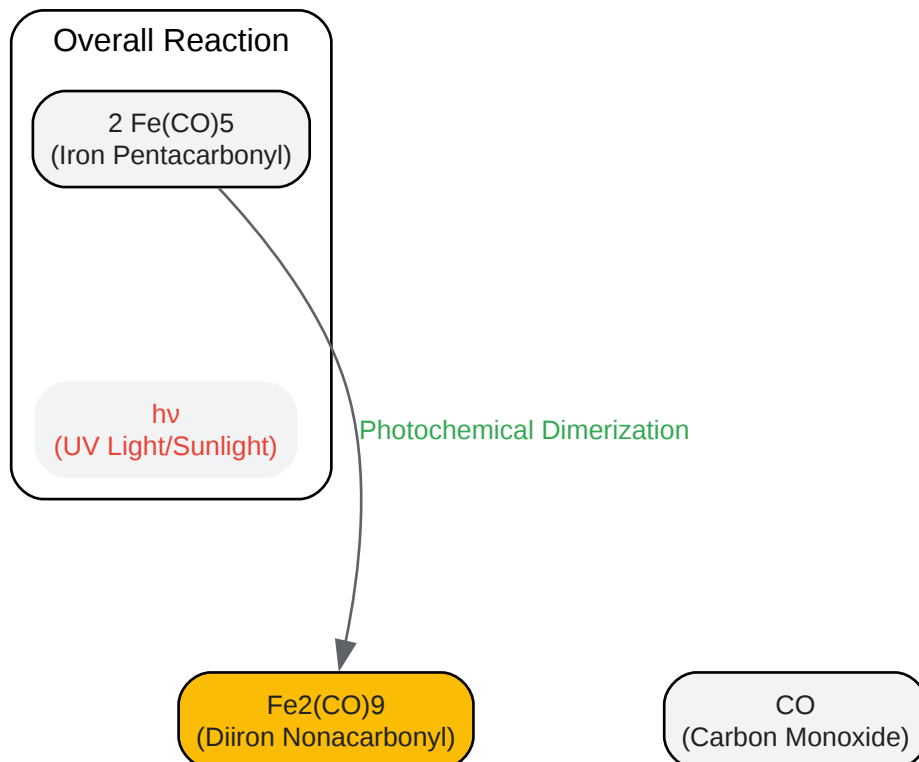 Overall Reaction
2 Fe(CO)5
(Iron Pentacarbonyl)
hν
(UV Light/Sunlight)
Photochemical Dimerization
Fe2(CO)9
(Diiron Nonacarbonyl)
CO
(Carbon Monoxide)